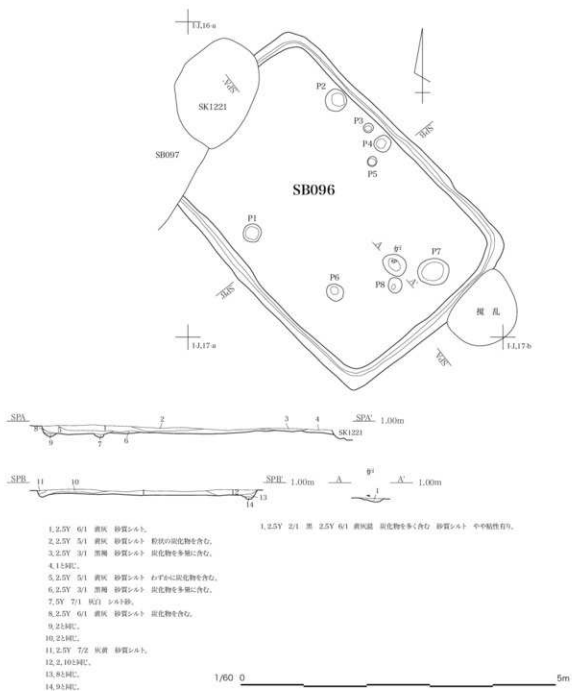 I-J,16-a
SPA
SK1221
P2
P3
P4
P5
SPB'
SB097
SB096
P1
炉
A
P7
P6
P8
A'
SPB
撹 乱
I-J,17-a
I-J,17-b
SPA'
SPA 2 3 4 SPA' 1.00m
8 9 7 6 SK1221
炉
SPB 11 10 SPB' 1.00m A A' 1.00m
12 13 1
14
1, 2.5Y 6/1 黄灰 砂質シルト。
2, 2.5Y 5/1 黄灰 砂質シルト 粒状の炭化物を含む。
3, 2.5Y 3/1 黒褐 砂質シルト 炭化物を多量に含む。
4, 1と同じ。
5, 2.5Y 5/1 黄灰 砂質シルト わずかに炭化物を含む。
6, 2.5Y 3/1 黒褐 砂質シルト 炭化物を多量に含む。
7, 5Y 7/1 灰白 シルト砂。
8, 2.5Y 6/1 黄灰 砂質シルト 炭化物を含む。
9, 2と同じ。
10, 2と同じ。
11, 2.5Y 7/2 灰黄 砂質シルト。
12, 2, 10と同じ。
13, 8と同じ。
14, 9と同じ。
1, 2.5Y 2/1 黒 2.5Y 6/1 黄灰混 炭化物を多く含む 砂質シルト やや粘性有り。
1/60 0 5m